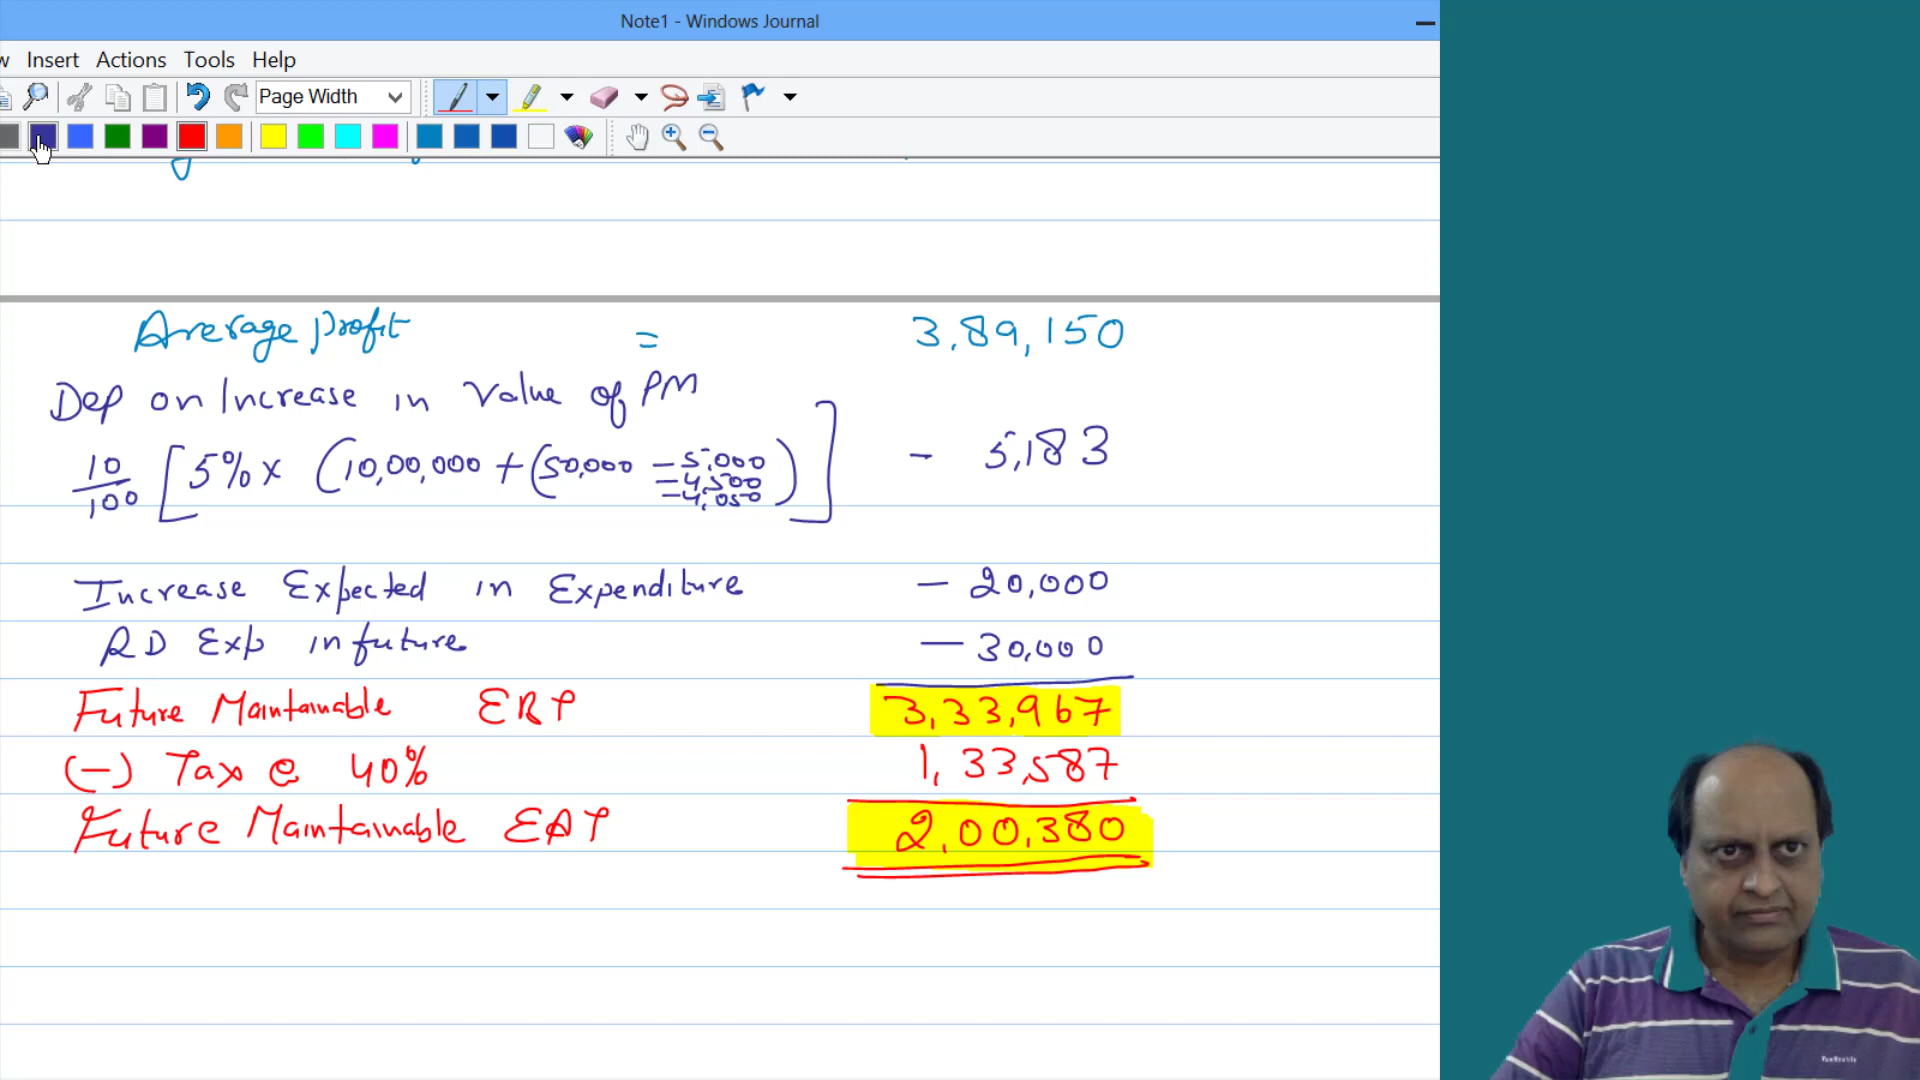 Note1 - Windows Journal
w Insert Actions Tools Help
Page Width
Average profit = 3,89,150
Dep on Increase in Value of PM
10/100 [5% x (10,00,000 + (50,000 - 5,000 - 4,500 - 4,050)] - 5,183
Increase Expected in Expenditure - 20,000
RD Exp in future - 30,000
Future Maintainable EBT 3,33,967
(-) Tax @ 40% 1,33,587
Future Maintainable EAT 2,00,380